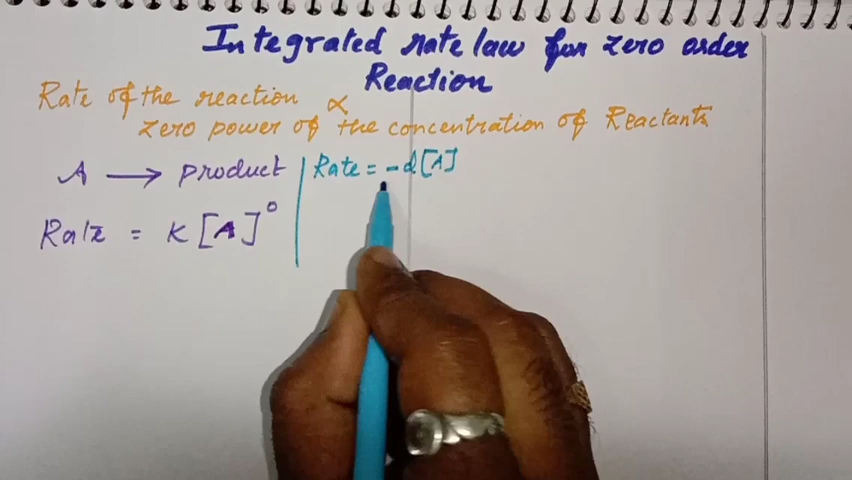 Integrated rate law for zero order
Reaction
Rate of the reaction ∝
zero power of the concentration of Reactants
A ⟶ product
Rate = K[A]⁰
Rate = -d[A]